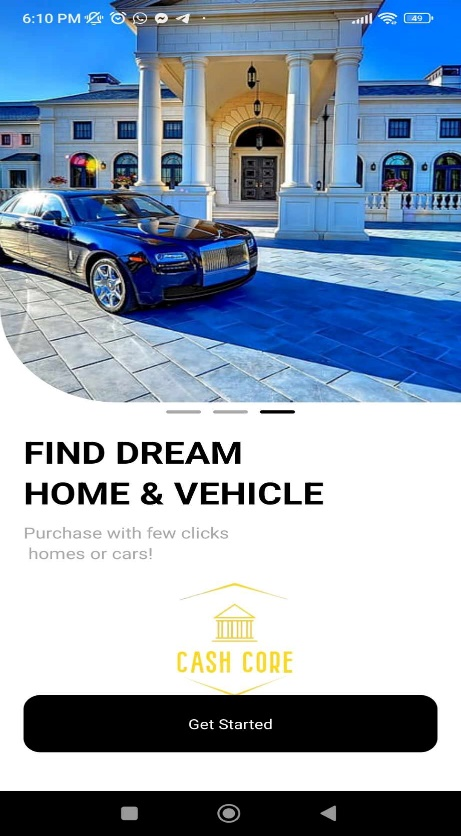 6:10 PM
49
FIND DREAM
HOME & VEHICLE
Purchase with few clicks
homes or cars!
CASH CORE
Get Started